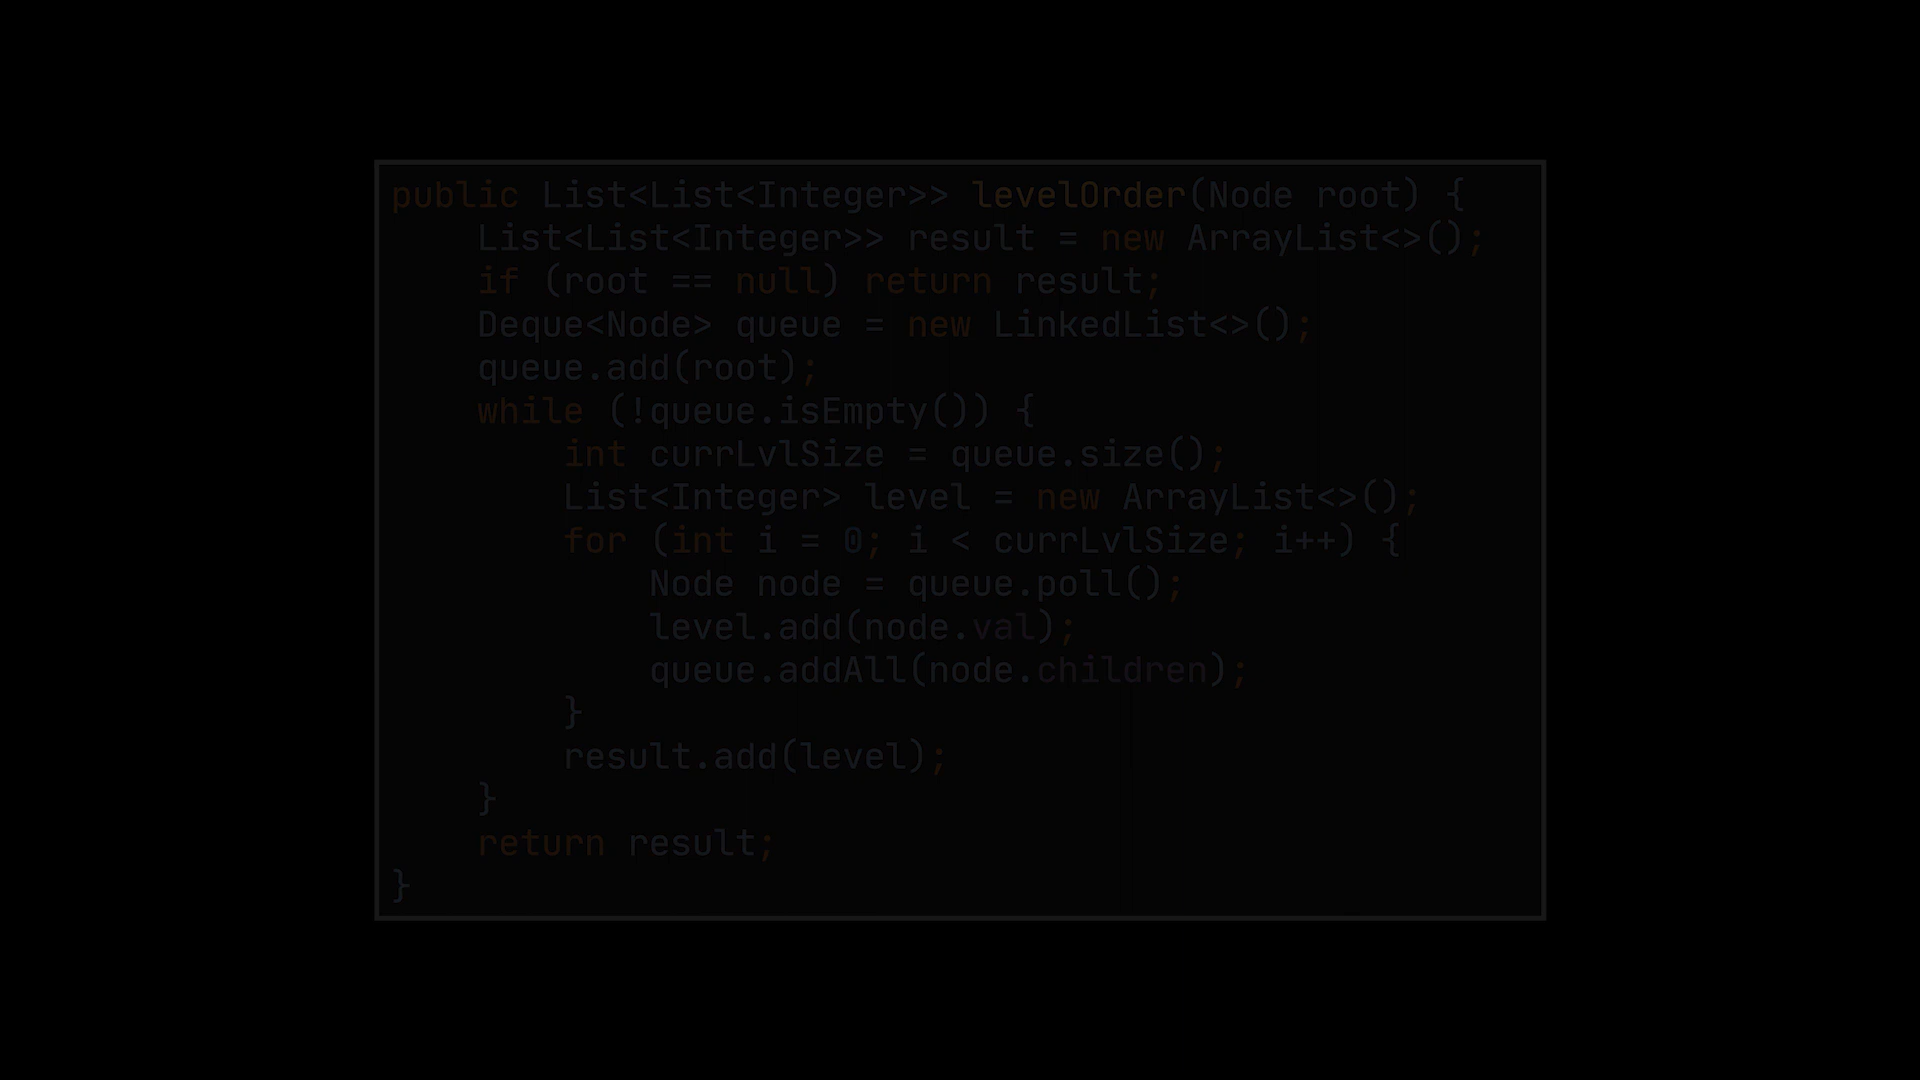 public List<List<Integer>> levelOrder(Node root) {
    List<List<Integer>> result = new ArrayList<>();
    if (root == null) return result;
    Deque<Node> queue = new LinkedList<>();
    queue.add(root);
    while (!queue.isEmpty()) {
        int currLvlSize = queue.size();
        List<Integer> level = new ArrayList<>();
        for (int i = 0; i < currLvlSize; i++) {
            Node node = queue.poll();
            level.add(node.val);
            queue.addAll(node.children);
        }
        result.add(level);
    }
    return result;
}